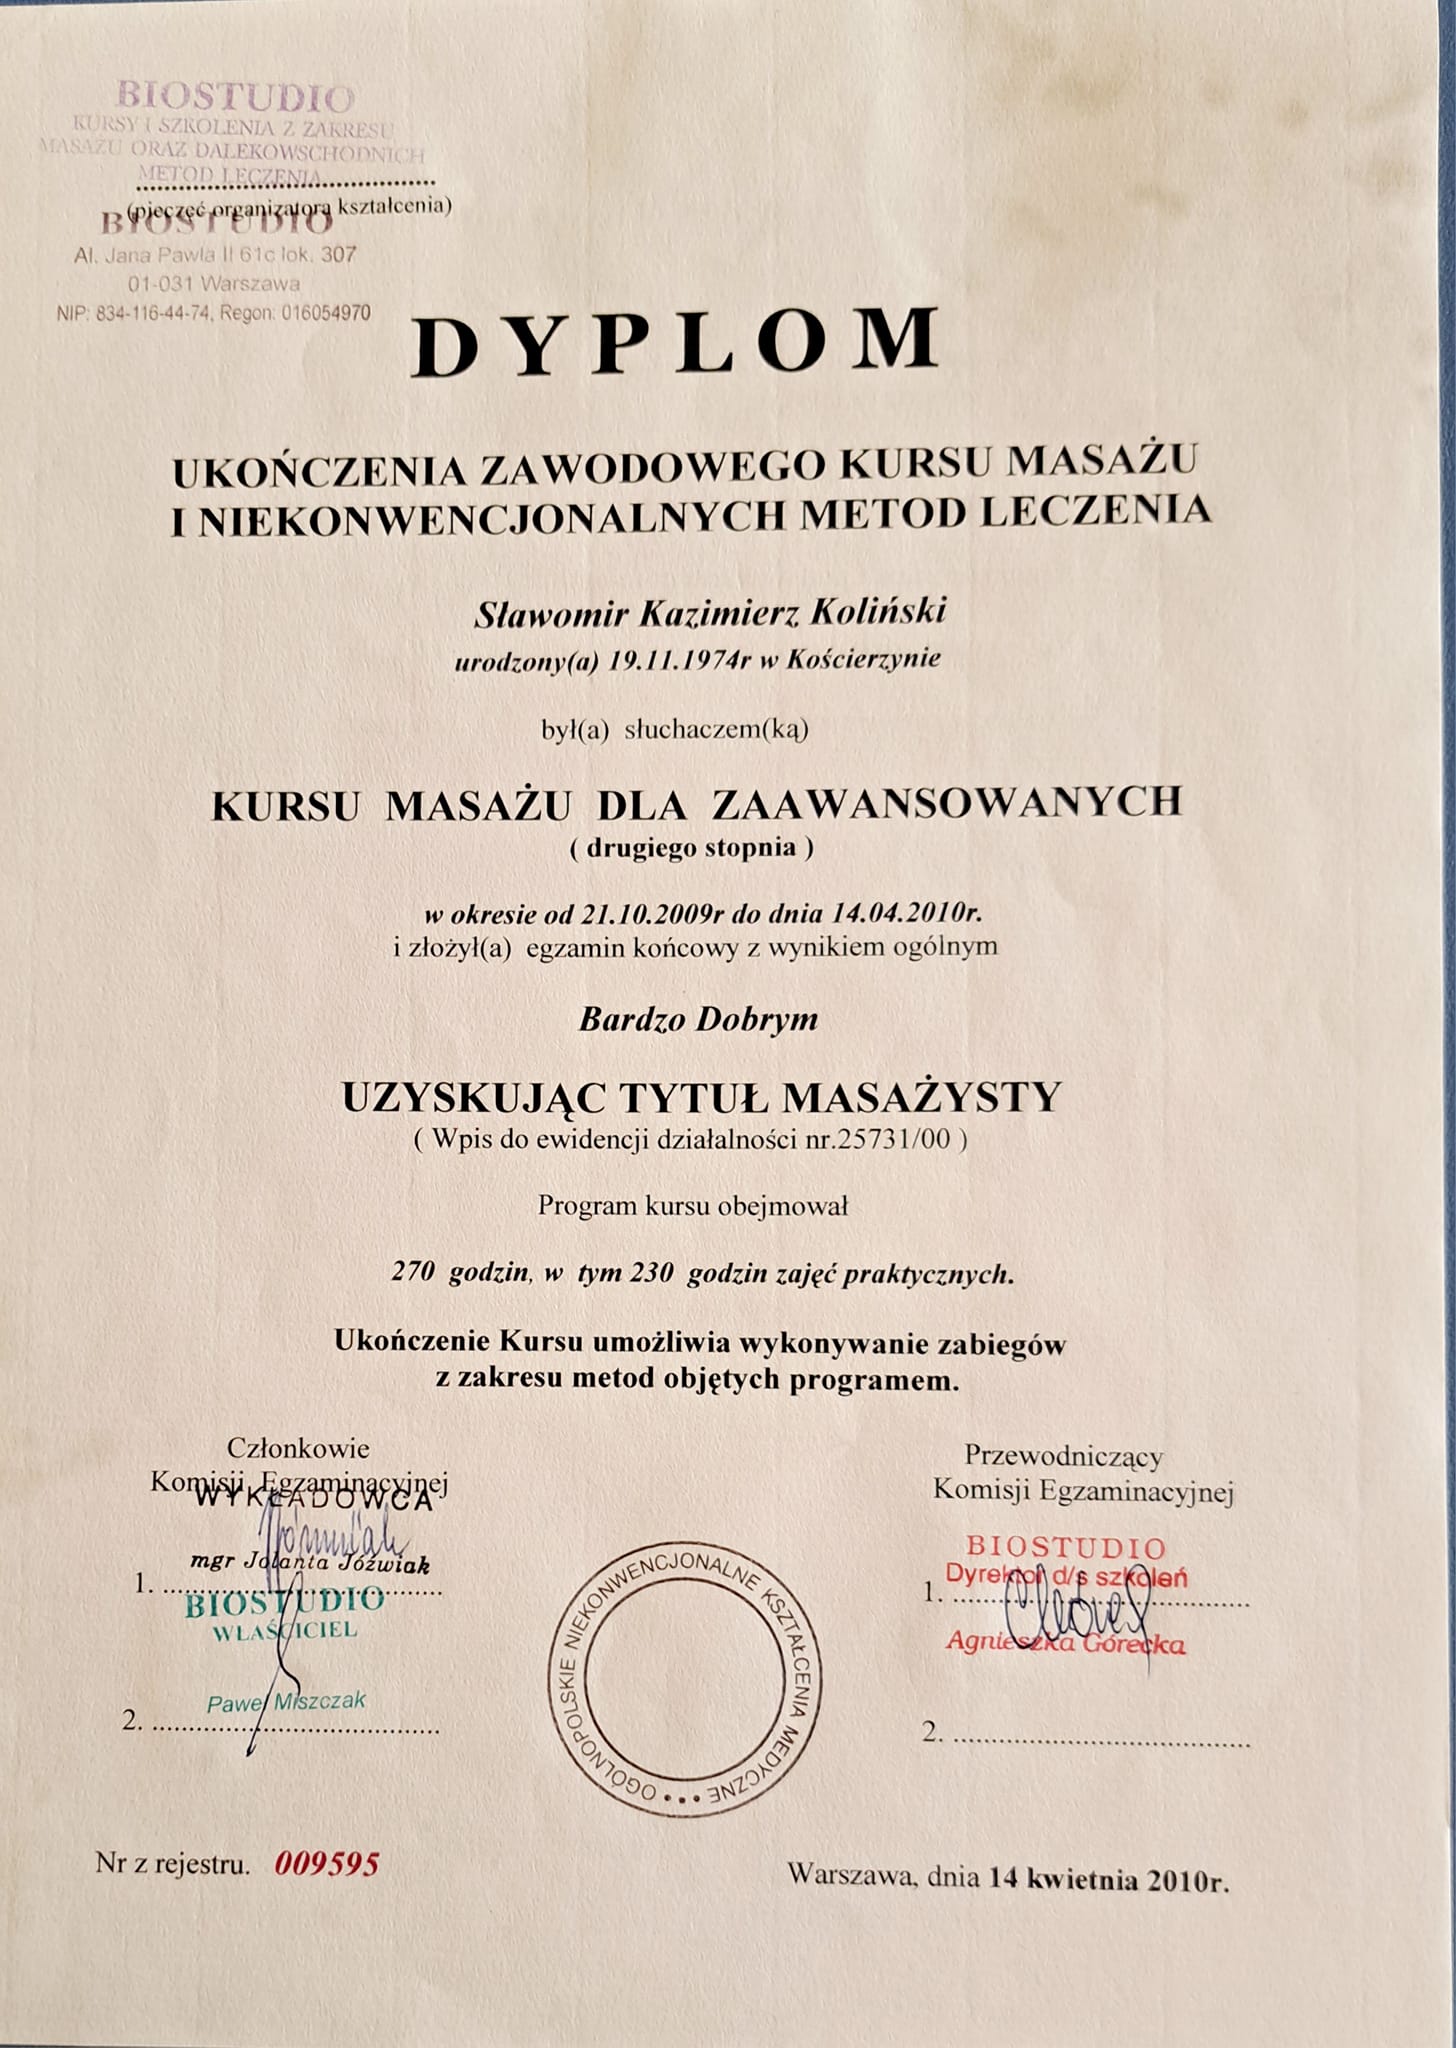 BIOSTUDIO
KURSY I SZKOLENIA Z ZAKRESU
MASAŻU ORAZ DALEKOWSCHODNICH
METOD LECZENIA
(pieczęć organizatora kształcenia)
BIOSTUDIO
Al. Jana Pawla II 61c lok. 307
01-031 Warszawa
NIP: 834-116-44-74, Regon: 016054970
DYPLOM
UKOŃCZENIA ZAWODOWEGO KURSU MASAŻU
I NIEKONWENCJONALNYCH METOD LECZENIA
Sławomir Kazimierz Koliński
urodzony(a) 19.11.1974r w Kościerzynie
był(a) słuchaczem(ką)
KURSU MASAŻU DLA ZAAWANSOWANYCH
( drugiego stopnia )
w okresie od 21.10.2009r do dnia 14.04.2010r.
i złożył(a) egzamin końcowy z wynikiem ogólnym
Bardzo Dobrym
UZYSKUJĄC TYTUŁ MASAŻYSTY
( Wpis do ewidencji działalności nr.25731/00 )
Program kursu obejmował
270 godzin, w tym 230 godzin zajęć praktycznych.
Ukończenie Kursu umożliwia wykonywanie zabiegów
z zakresu metod objętych programem.
Członkowie
Komisji Egzaminacyjnej
WYKŁADOWCA
mgr Jolanta Jóźwiak
1. ..........................................
BIOSTUDIO
WŁAŚCICIEL
Paweł Miszczak
2. ..........................................
Przewodniczący
Komisji Egzaminacyjnej
BIOSTUDIO
Dyrektor d/s szkoleń
1. ..........................................
Agnieszka Górecka
2. ..........................................
OGÓLNOPOLSKIE NIEKONWENCJONALNE KSZTAŁCENIA MEDYCZNE •••
Nr z rejestru. 009595
Warszawa, dnia 14 kwietnia 2010r.